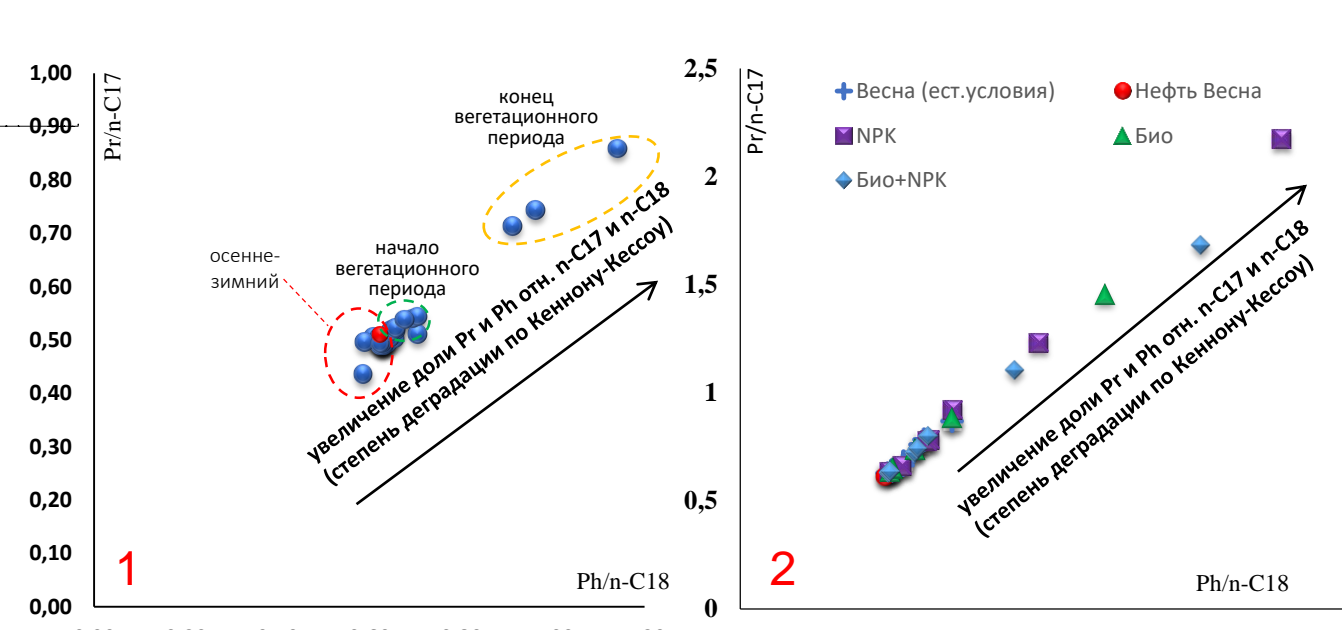 1,00
0,90
0,80
0,70
0,60
0,50
0,40
0,30
0,20
0,10
0,00
Pr/n-C17
конец
вегетационного
периода
осенне-
зимний
начало
вегетационного
периода
увеличение доли Pr и Ph отн. n-C17 и n-C18
(степень деградации по Кеннону-Кессоу)
1
Ph/n-C18
2,5
2
1,5
1
0,5
0
Pr/n-C17
Весна (ест.условия)
Нефть Весна
NPK
Био
Био+NPK
увеличение доли Pr и Ph отн. n-C17 и n-C18
(степень деградации по Кеннону-Кессоу)
2
Ph/n-C18